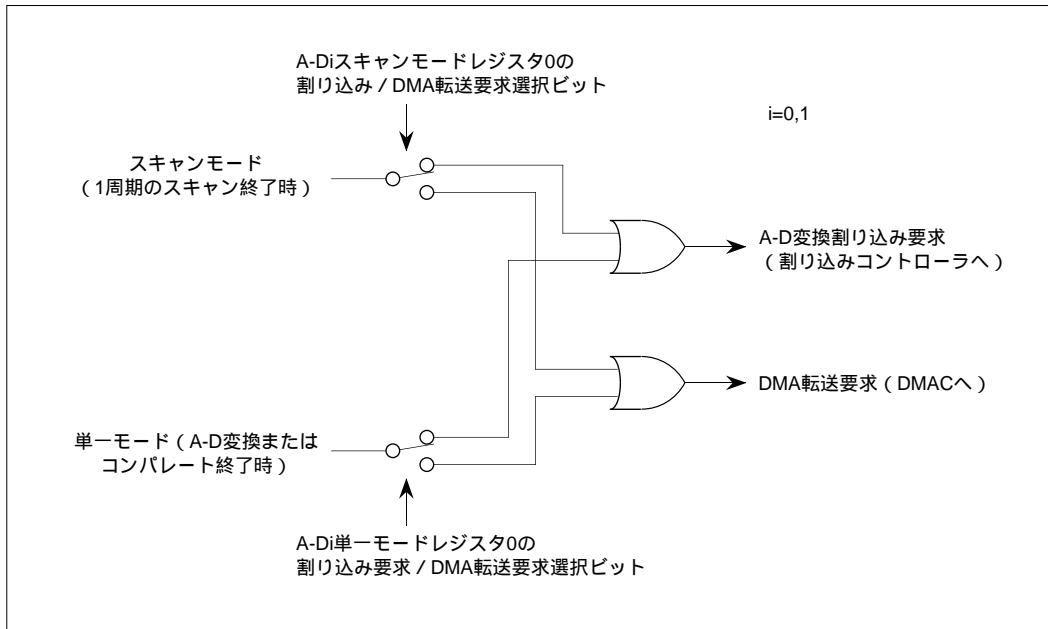 A-Diスキャンモードレジスタ0の
割り込み / DMA転送要求選択ビット
i=0,1
スキャンモード
（1周期のスキャン終了時）
A-D変換割り込み要求
（割り込みコントローラへ）
DMA転送要求（DMACへ）
単一モード（A-D変換または
コンパレート終了時）
A-Di単一モードレジスタ0の
割り込み要求 / DMA転送要求選択ビット